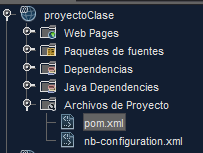 proyectoClase
Web Pages
Paquetes de fuentes
Dependencias
Java Dependencies
Archivos de Proyecto
pom.xml
nb-configuration.xml